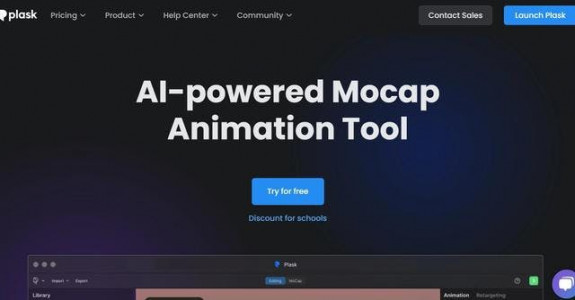 plask
Pricing
Product
Help Center
Community
Contact Sales
Launch Plask
AI-powered Mocap
Animation Tool
Try for free
Discount for schools
Plask
Import
Export
Editing
MoCap
Library
Animation
Retargeting